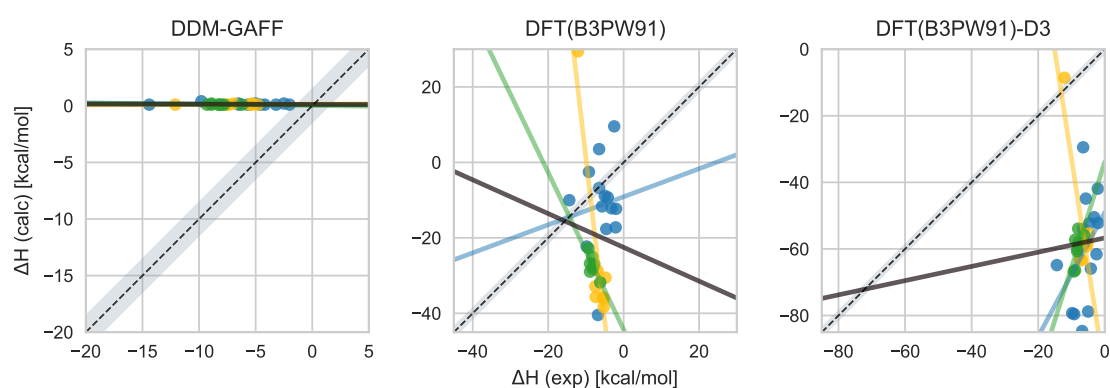 DDM-GAFF
DFT(B3PW91)
DFT(B3PW91)-D3
ΔH (calc) [kcal/mol]
5
0
−5
−10
−15
−20
−20 −15 −10 −5 0 5
20
0
−20
−40
−40 −20 0 20
0
−20
−40
−60
−80
−80 −60 −40 −20 0
ΔH (exp) [kcal/mol]